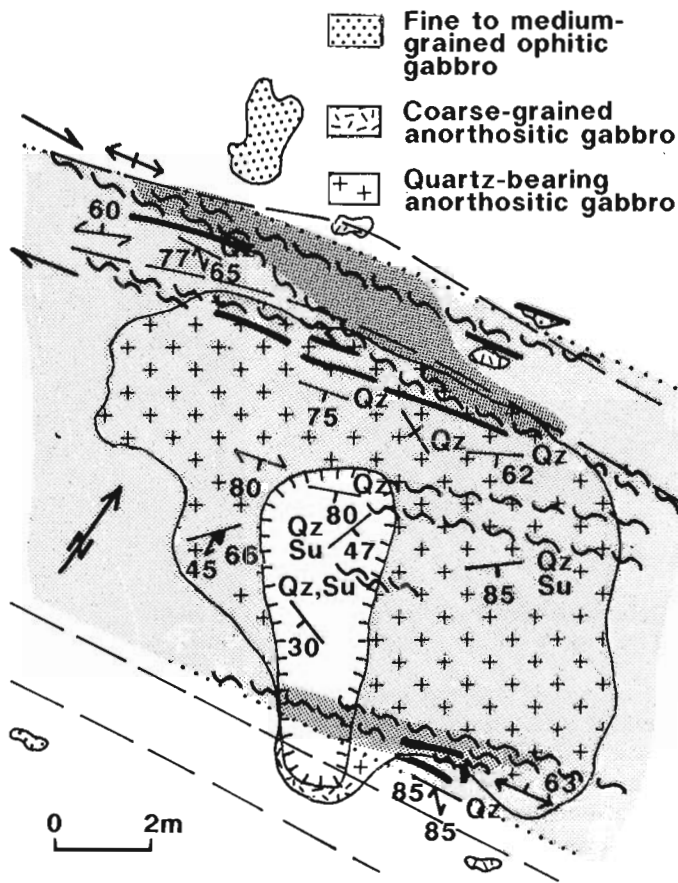 Fine to medium-
grained ophitic
gabbro
Coarse-grained
anorthositic gabbro
Quartz-bearing
anorthositic gabbro
60
77
65
75
Qz
Qz
Qz
62
80
Qz
80
Qz
Su
47
66
45
Qz,Su
30
Qz
Su
85
N
63
85
Qz
85
0 2m